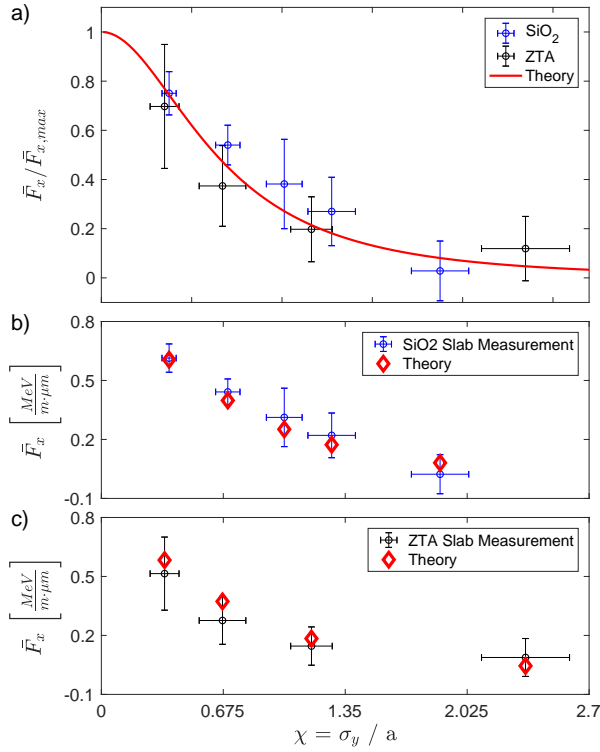 a)
1
0.8
0.6
0.4
0.2
0
F̄x/F̄x,max
SiO2
ZTA
Theory
b)
0.8
0.5
0.2
-0.1
F̄x [MeV/m·μm]
SiO2 Slab Measurement
Theory
c)
0.8
0.5
0.2
-0.1
F̄x [MeV/m·μm]
ZTA Slab Measurement
Theory
0 0.675 1.35 2.025 2.7
χ = σy / a